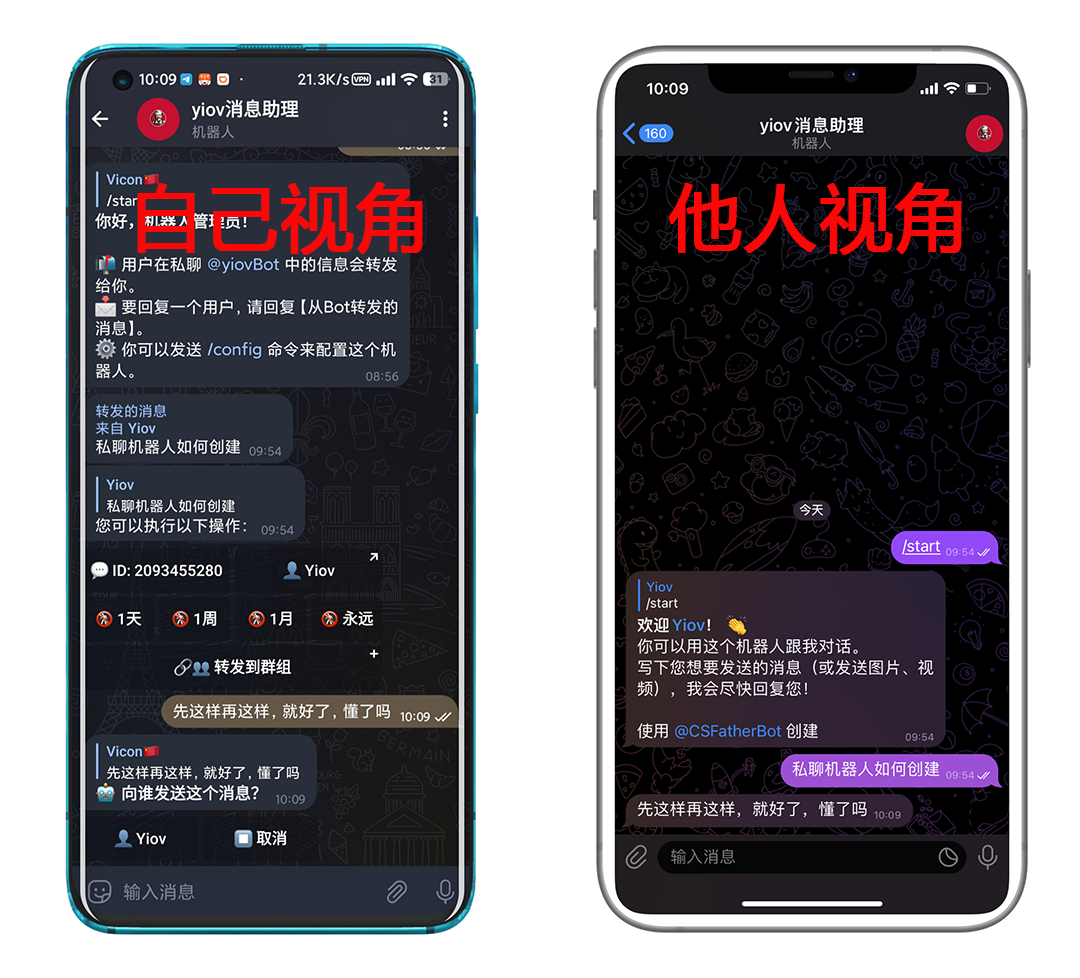 10:09
21.3K/s VPN
31
yiov消息助理
机器人
Vicon🇨🇳
/start
自己视角
你好，机器人管理员！
📬 用户在私聊 @yiovBot 中的信息会转发
给你。
📩 要回复一个用户, 请回复【从Bot转发的
消息】。
⚙️ 你可以发送 /config 命令来配置这个机
器人。
08:56
转发的消息
来自 Yiov
私聊机器人如何创建 09:54
Yiov
私聊机器人如何创建
您可以执行以下操作： 09:54
💬 ID: 2093455280
👤 Yiov
🚷 1天
🚷 1周
🚷 1月
🚷 永远
🔗👥 转发到群组
先这样再这样，就好了，懂了吗 10:09
Vicon🇨🇳
先这样再这样，就好了，懂了吗
🤖 向谁发送这个消息？ 10:09
👤 Yiov
⏹️ 取消
输入消息
10:09
160
yiov消息助理
机器人
他人视角
今天
/start 09:54
Yiov
/start
欢迎 Yiov！ 👏
你可以用这个机器人跟我对话。
写下您想要发送的消息（或发送图片、视
频）, 我会尽快回复您！
使用 @CSFatherBot 创建
09:54
私聊机器人如何创建 09:54
先这样再这样，就好了，懂了吗 10:09
输入消息